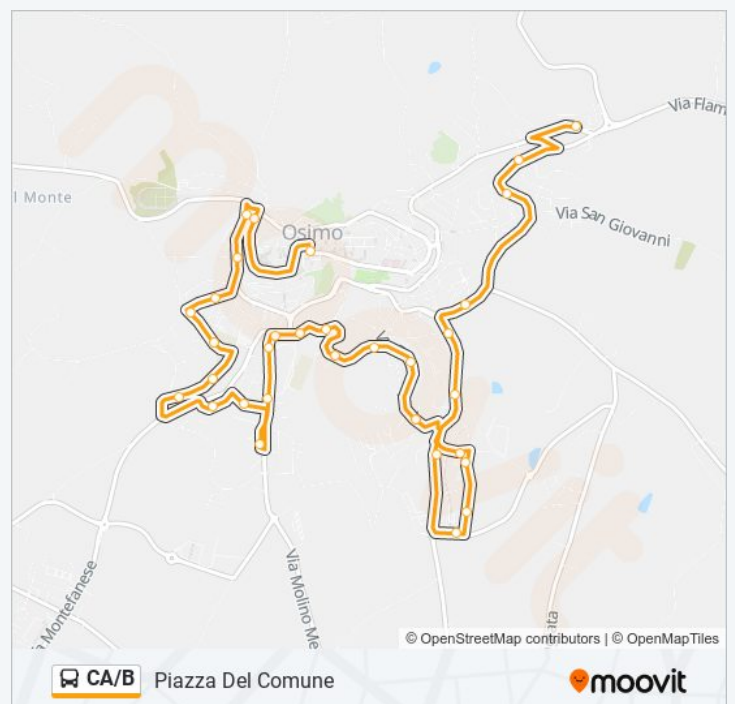 Via Flam
l Monte
Via San Giovanni
Osimo
a Montefanese
Via Molino Me
ata
© OpenStreetMap contributors | © OpenMapTiles
CA/B Piazza Del Comune
moovit